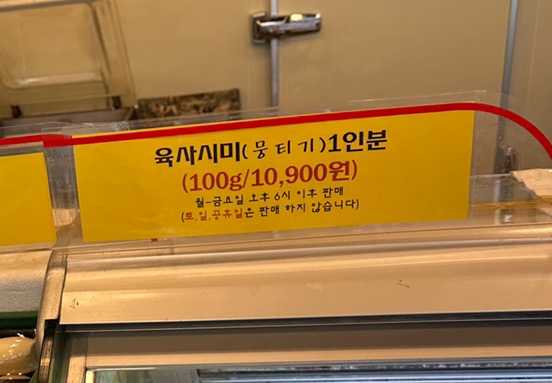 육사시미(뭉티기)1인분
(100g/10,900원)
월-금요일 오후 6시 이후 판매
(토,일,공휴일은 판매 하지 않습니다)